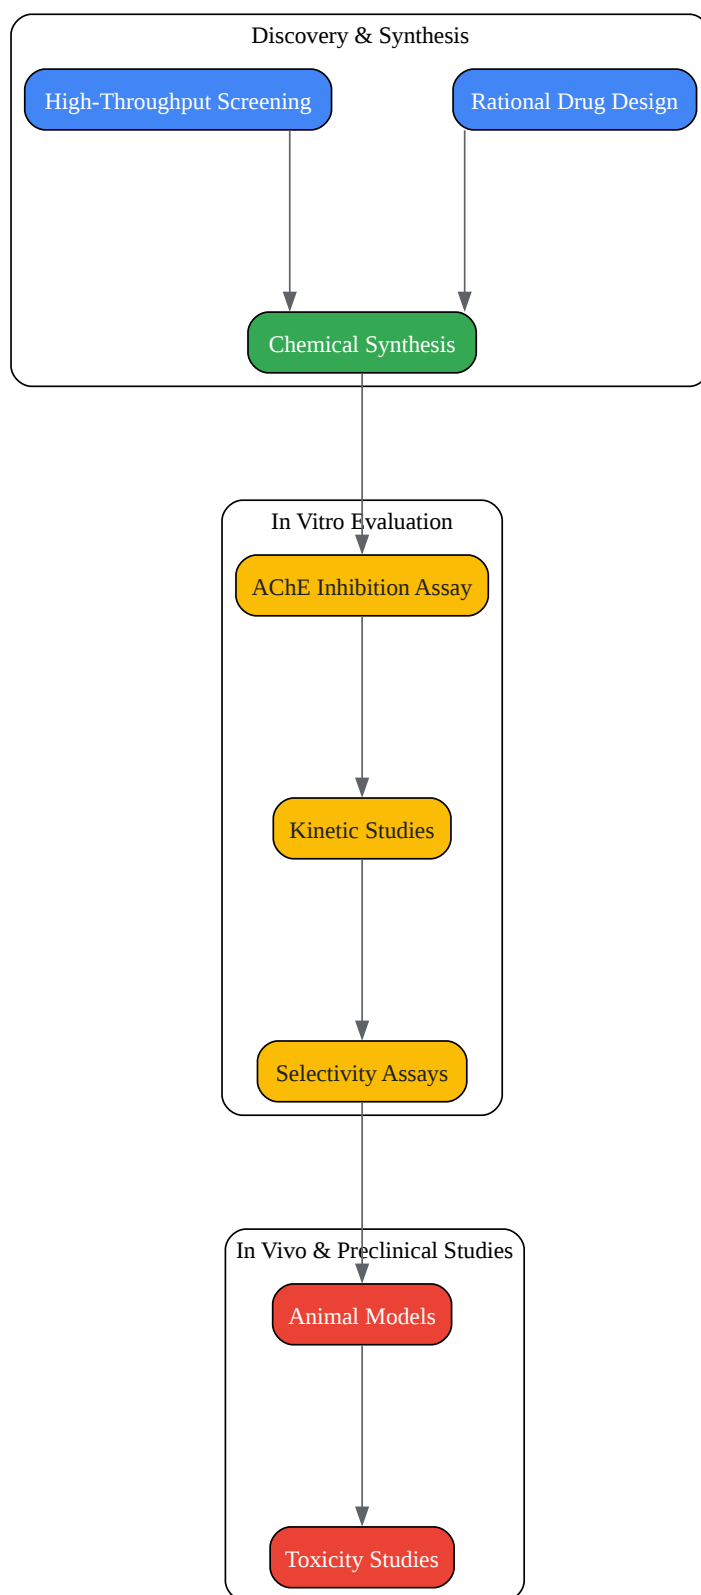 Discovery & Synthesis
High-Throughput Screening
Rational Drug Design
Chemical Synthesis
In Vitro Evaluation
AChE Inhibition Assay
Kinetic Studies
Selectivity Assays
In Vivo & Preclinical Studies
Animal Models
Toxicity Studies